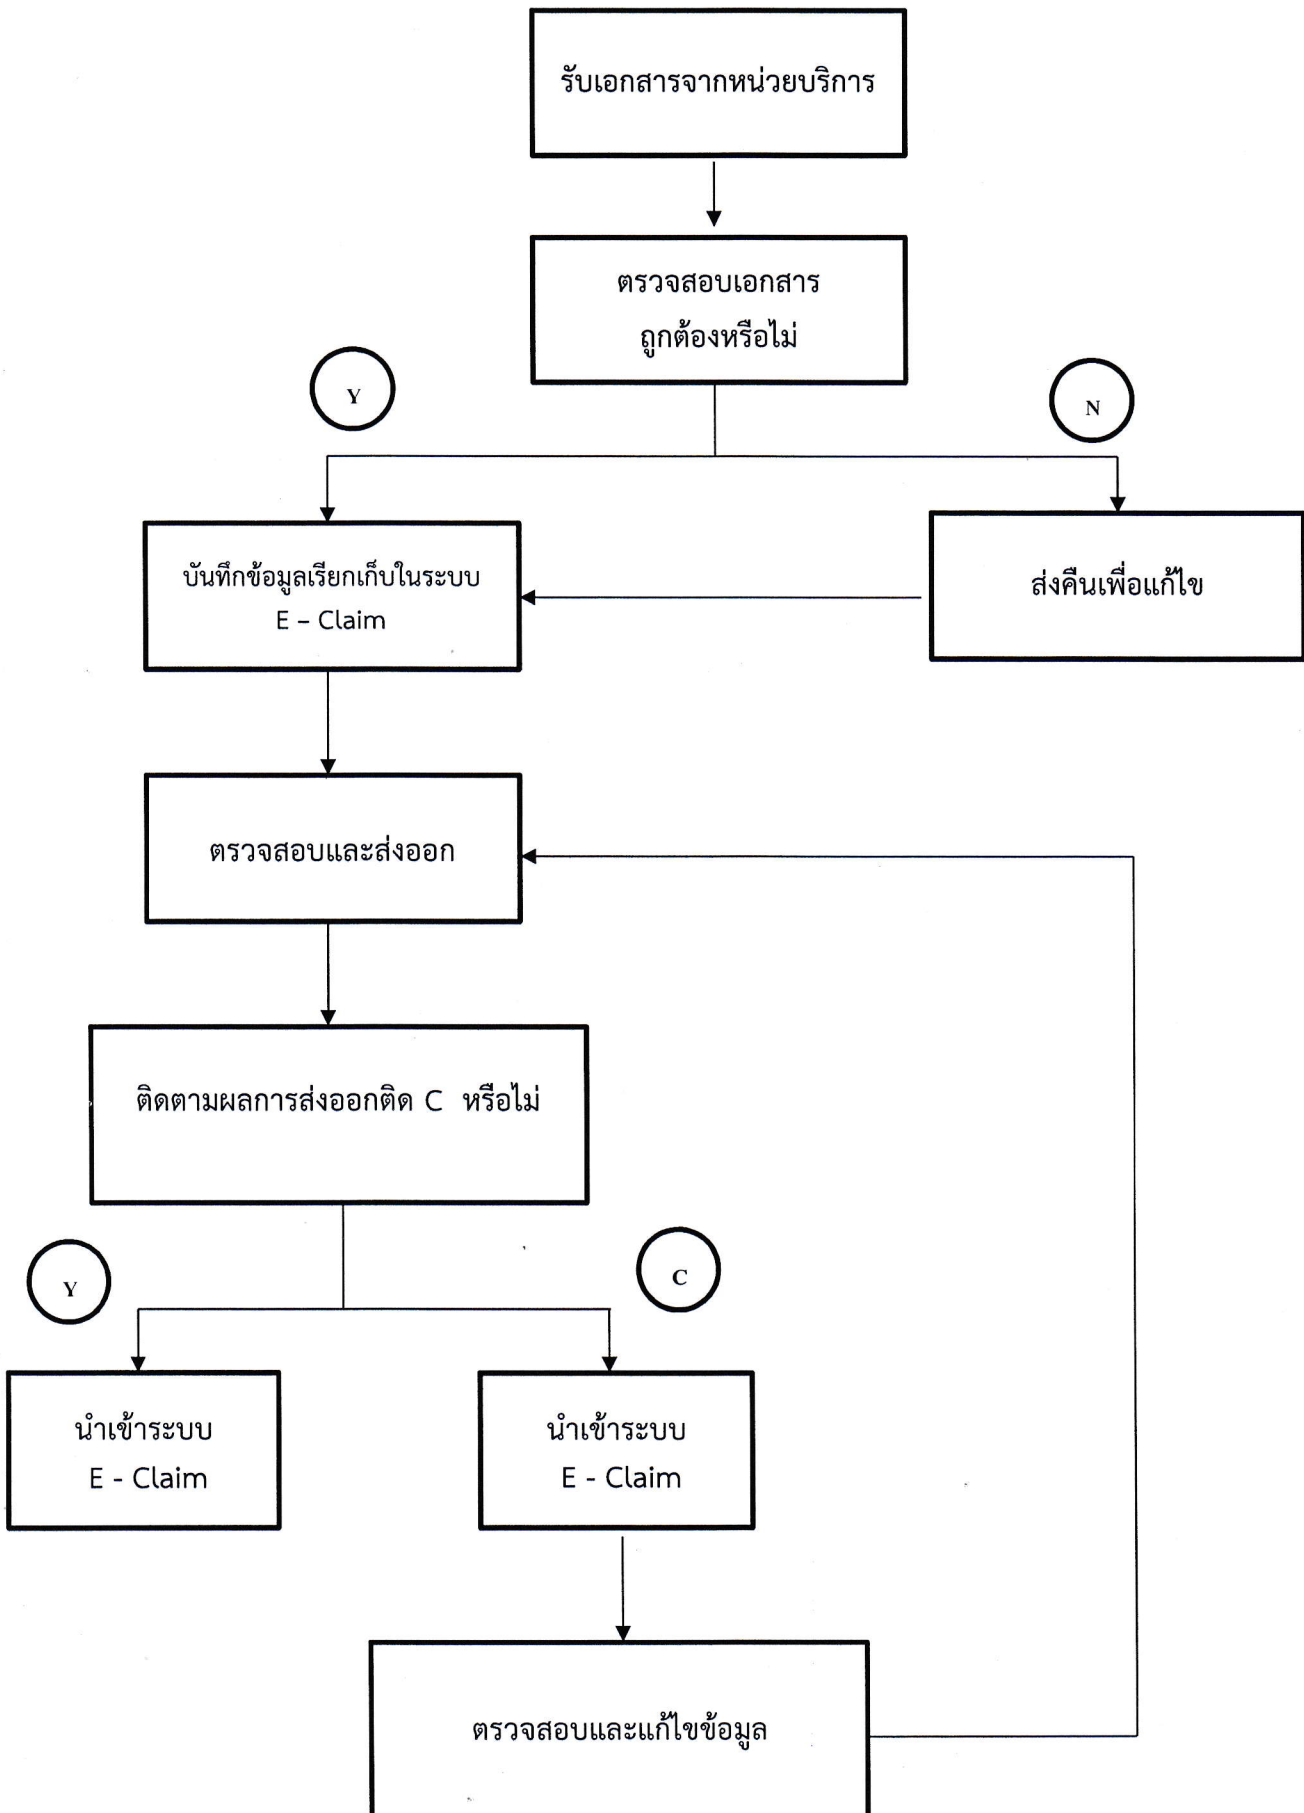 รับเอกสารจากหน่วยบริการ
ตรวจสอบเอกสาร
ถูกต้องหรือไม่
Y
N
บันทึกข้อมูลเรียกเก็บในระบบ
E – Claim
ส่งคืนเพื่อแก้ไข
ตรวจสอบและส่งออก
ติดตามผลการส่งออกติด C หรือไม่
Y
C
นำเข้าระบบ
E - Claim
นำเข้าระบบ
E - Claim
ตรวจสอบและแก้ไขข้อมูล